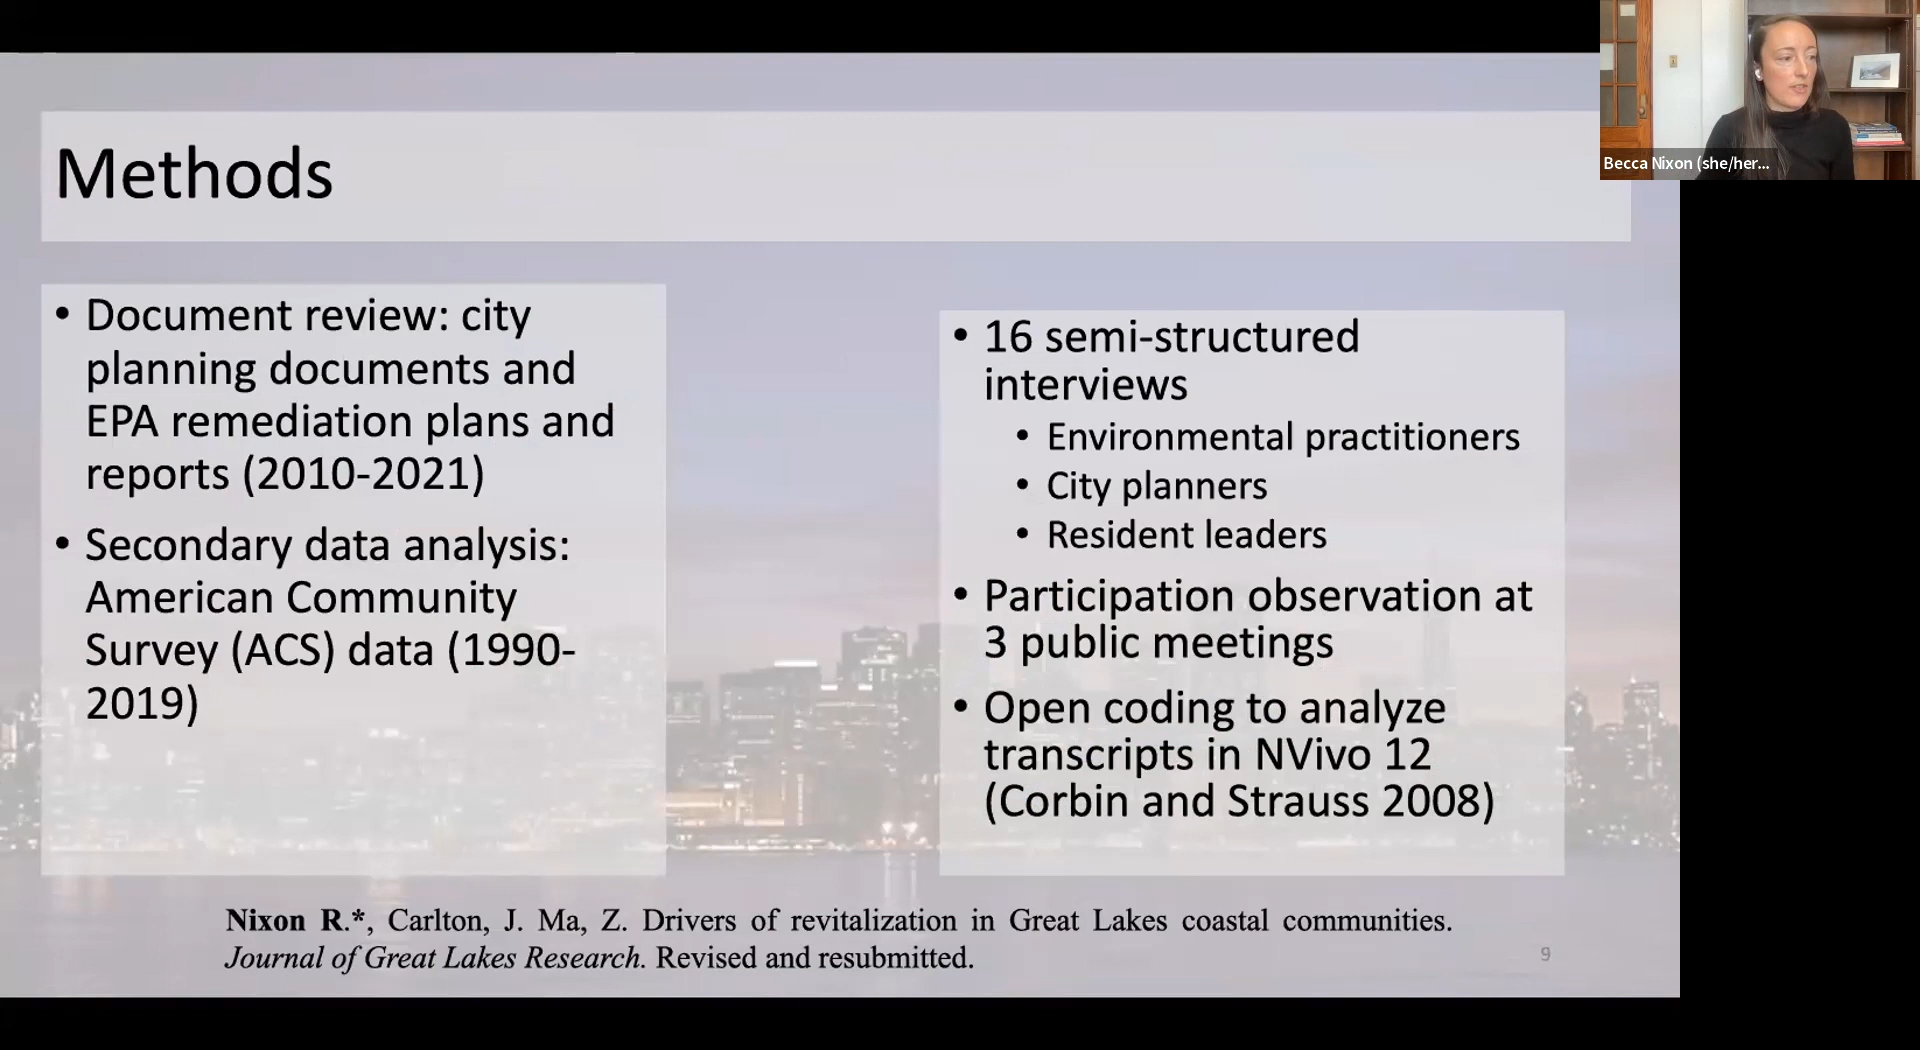 Methods
• Document review: city
planning documents and
EPA remediation plans and
reports (2010-2021)
• Secondary data analysis:
American Community
Survey (ACS) data (1990-
2019)
• 16 semi-structured
interviews
• Environmental practitioners
• City planners
• Resident leaders
• Participation observation at
3 public meetings
• Open coding to analyze
transcripts in NVivo 12
(Corbin and Strauss 2008)
Nixon R.*, Carlton, J. Ma, Z. Drivers of revitalization in Great Lakes coastal communities.
Journal of Great Lakes Research. Revised and resubmitted.
9
Becca Nixon (she/her...